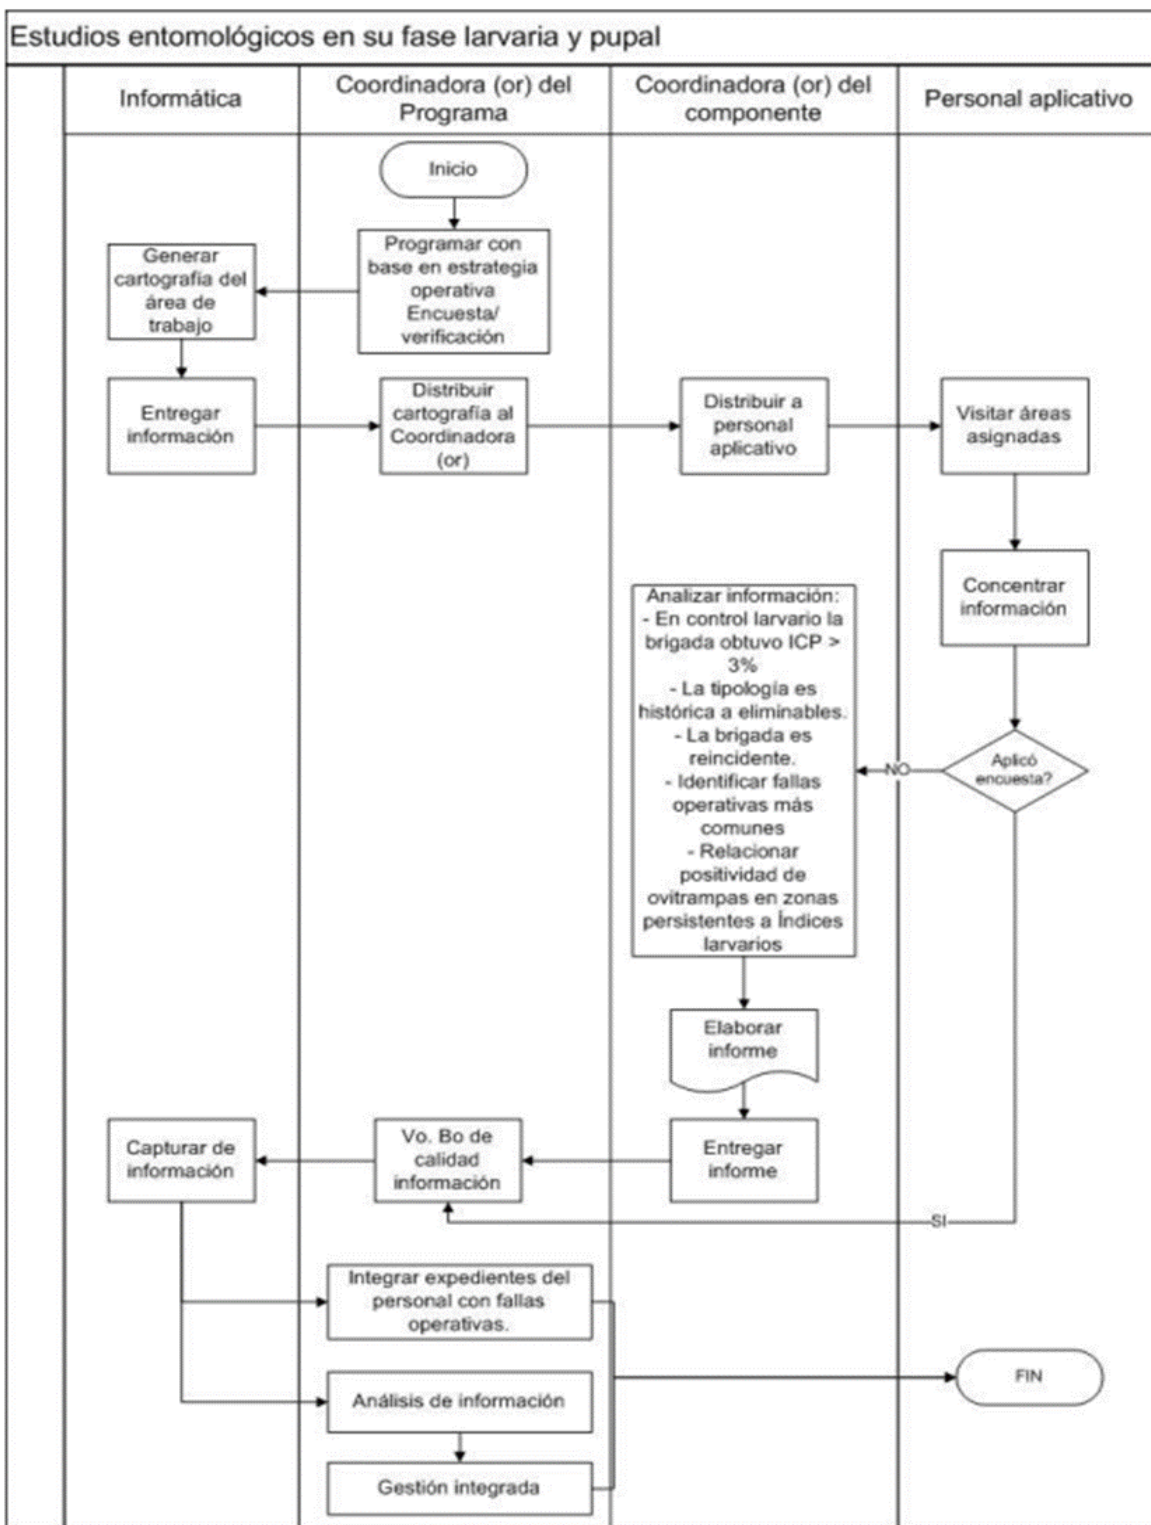 Estudios entomológicos en su fase larvaria y pupal
Informática
Coordinadora (or) del
Programa
Coordinadora (or) del
componente
Personal aplicativo
Inicio
Programar con
base en estrategia
operativa
Encuesta/
verificación
Generar
cartografía del
área de
trabajo
Entregar
información
Distribuir
cartografía al
Coordinadora
(or)
Distribuir a
personal
aplicativo
Visitar áreas
asignadas
Concentrar
información
Aplicó
encuesta?
NO
Analizar información:
- En control larvario la
brigada obtuvo ICP >
3%
- La tipología es
histórica a eliminables.
- La brigada es
reincidente.
- Identificar fallas
operativas más
comunes
- Relacionar
positividad de
ovitrampas en zonas
persistentes a Índices
larvarios
Elaborar
informe
Entregar
informe
Vo. Bo de
calidad
información
Capturar de
información
SI
Integrar expedientes del
personal con fallas
operativas.
Análisis de información
Gestión integrada
FIN